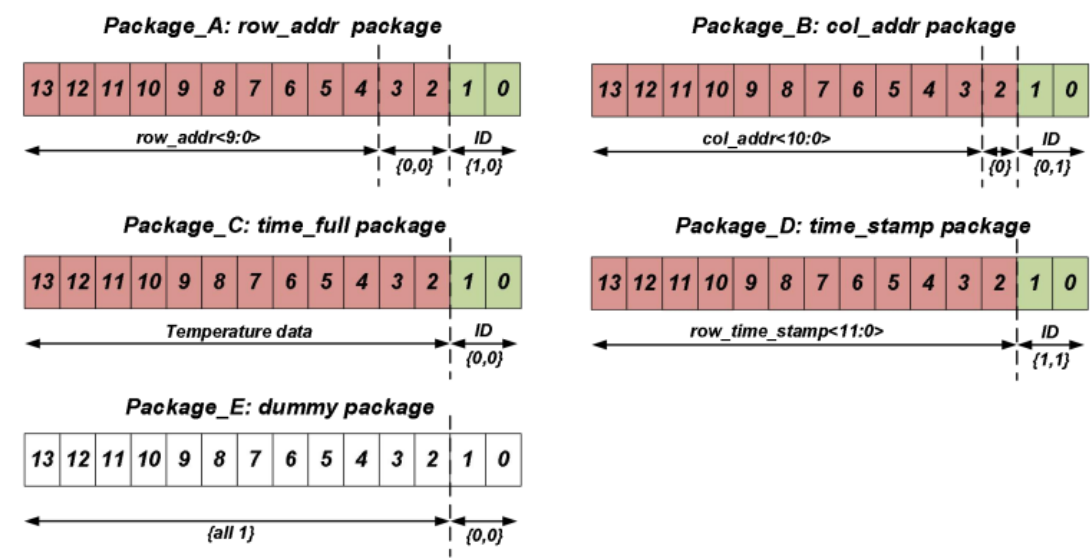 Package_A: row_addr package
13 12 11 10 9 8 7 6 5 4 3 2 1 0
row_addr<9:0> ID
{0,0} {1,0}
Package_B: col_addr package
13 12 11 10 9 8 7 6 5 4 3 2 1 0
col_addr<10:0> ID
{0} {0,1}
Package_C: time_full package
13 12 11 10 9 8 7 6 5 4 3 2 1 0
Temperature data ID
{0,0}
Package_D: time_stamp package
13 12 11 10 9 8 7 6 5 4 3 2 1 0
row_time_stamp<11:0> ID
{1,1}
Package_E: dummy package
13 12 11 10 9 8 7 6 5 4 3 2 1 0
{all 1} {0,0}